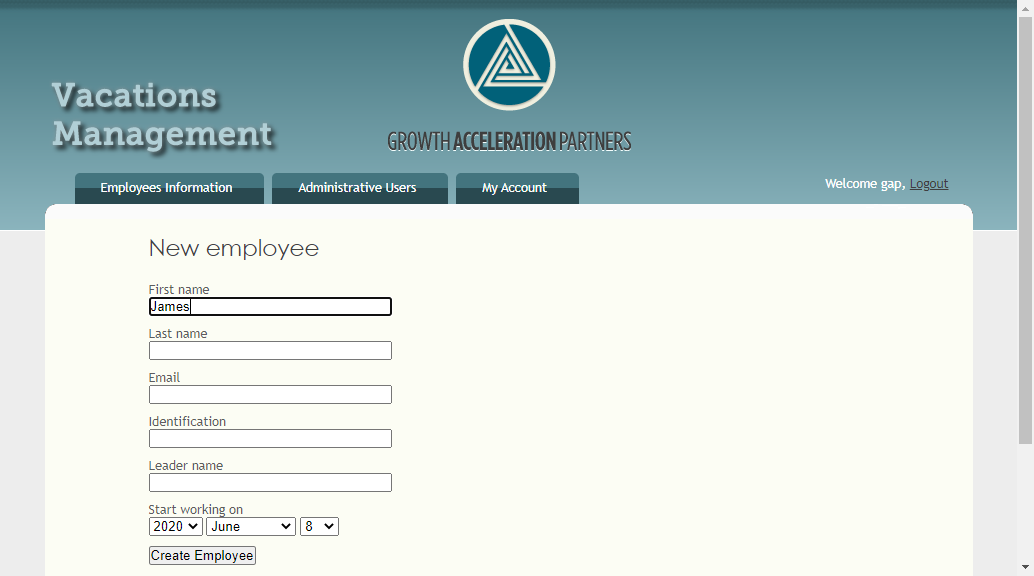 Vacations
Management
GROWTH ACCELERATION PARTNERS
Employees Information
Administrative Users
My Account
Welcome gap, Logout
New employee
First name
James
Last name
Email
Identification
Leader name
Start working on
2020 June 8
Create Employee